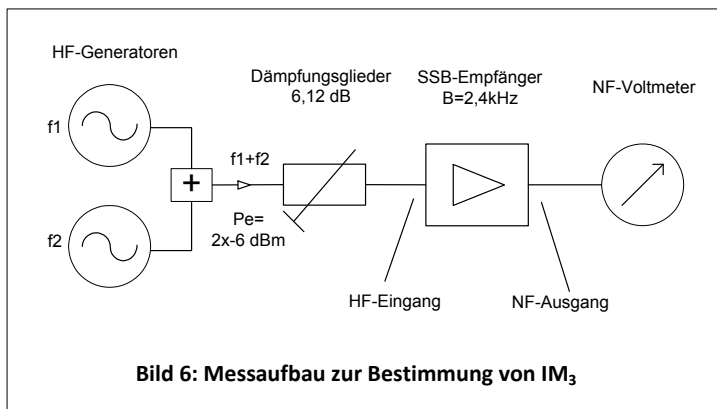 HF-Generatoren
Dämpfungsglieder
6,12 dB
SSB-Empfänger
B=2,4kHz
NF-Voltmeter
f1
f1+f2
+
Pe=
2x-6 dBm
f2
HF-Eingang
NF-Ausgang
Bild 6: Messaufbau zur Bestimmung von IM₃